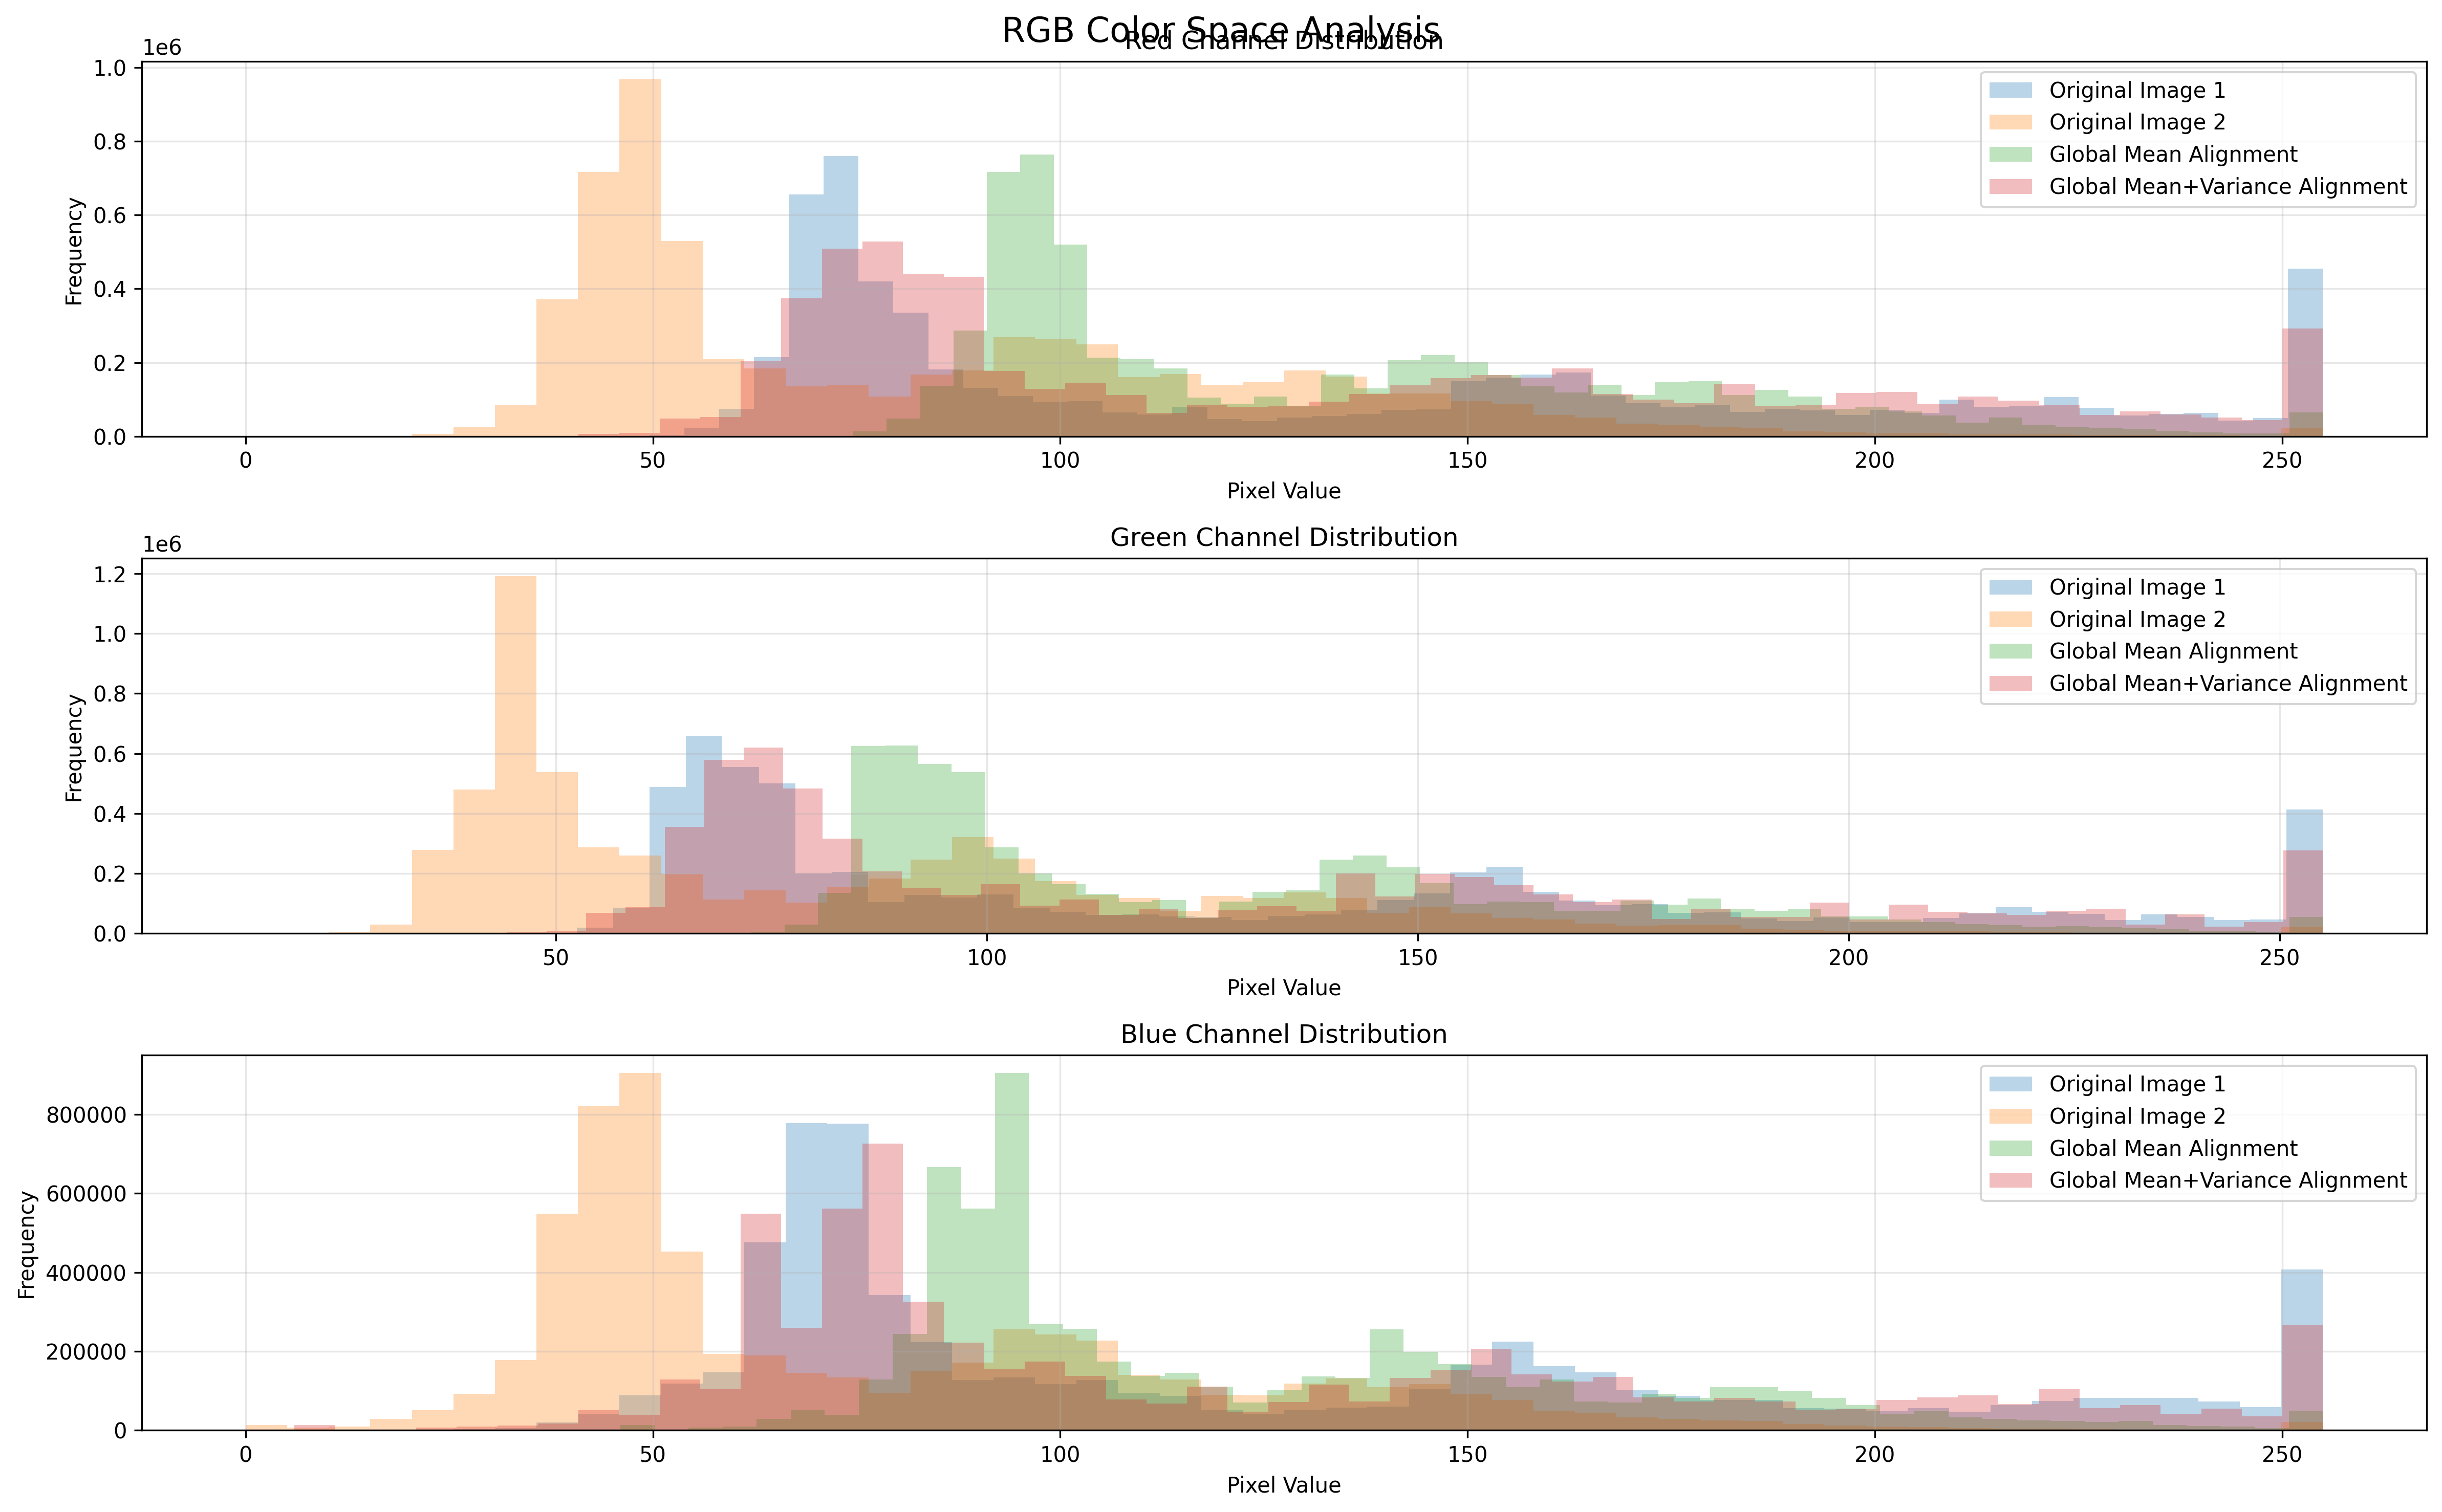 RGB Color Space Analysis
Red Channel Distribution
1e6
1.0
0.8
0.6
0.4
0.2
0.0
Frequency
0 50 100 150 200 250
Pixel Value
Original Image 1
Original Image 2
Global Mean Alignment
Global Mean+Variance Alignment
Green Channel Distribution
1e6
1.2
1.0
0.8
0.6
0.4
0.2
0.0
Frequency
50 100 150 200 250
Pixel Value
Original Image 1
Original Image 2
Global Mean Alignment
Global Mean+Variance Alignment
Blue Channel Distribution
800000
600000
400000
200000
0
Frequency
0 50 100 150 200 250
Pixel Value
Original Image 1
Original Image 2
Global Mean Alignment
Global Mean+Variance Alignment